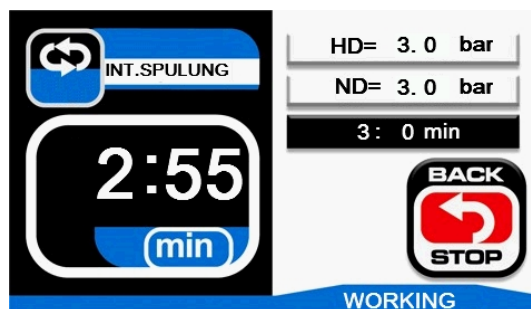 INT.SPULUNG
2:55
min
HD= 3.0 bar
ND= 3.0 bar
3: 0 min
BACK
STOP
WORKING